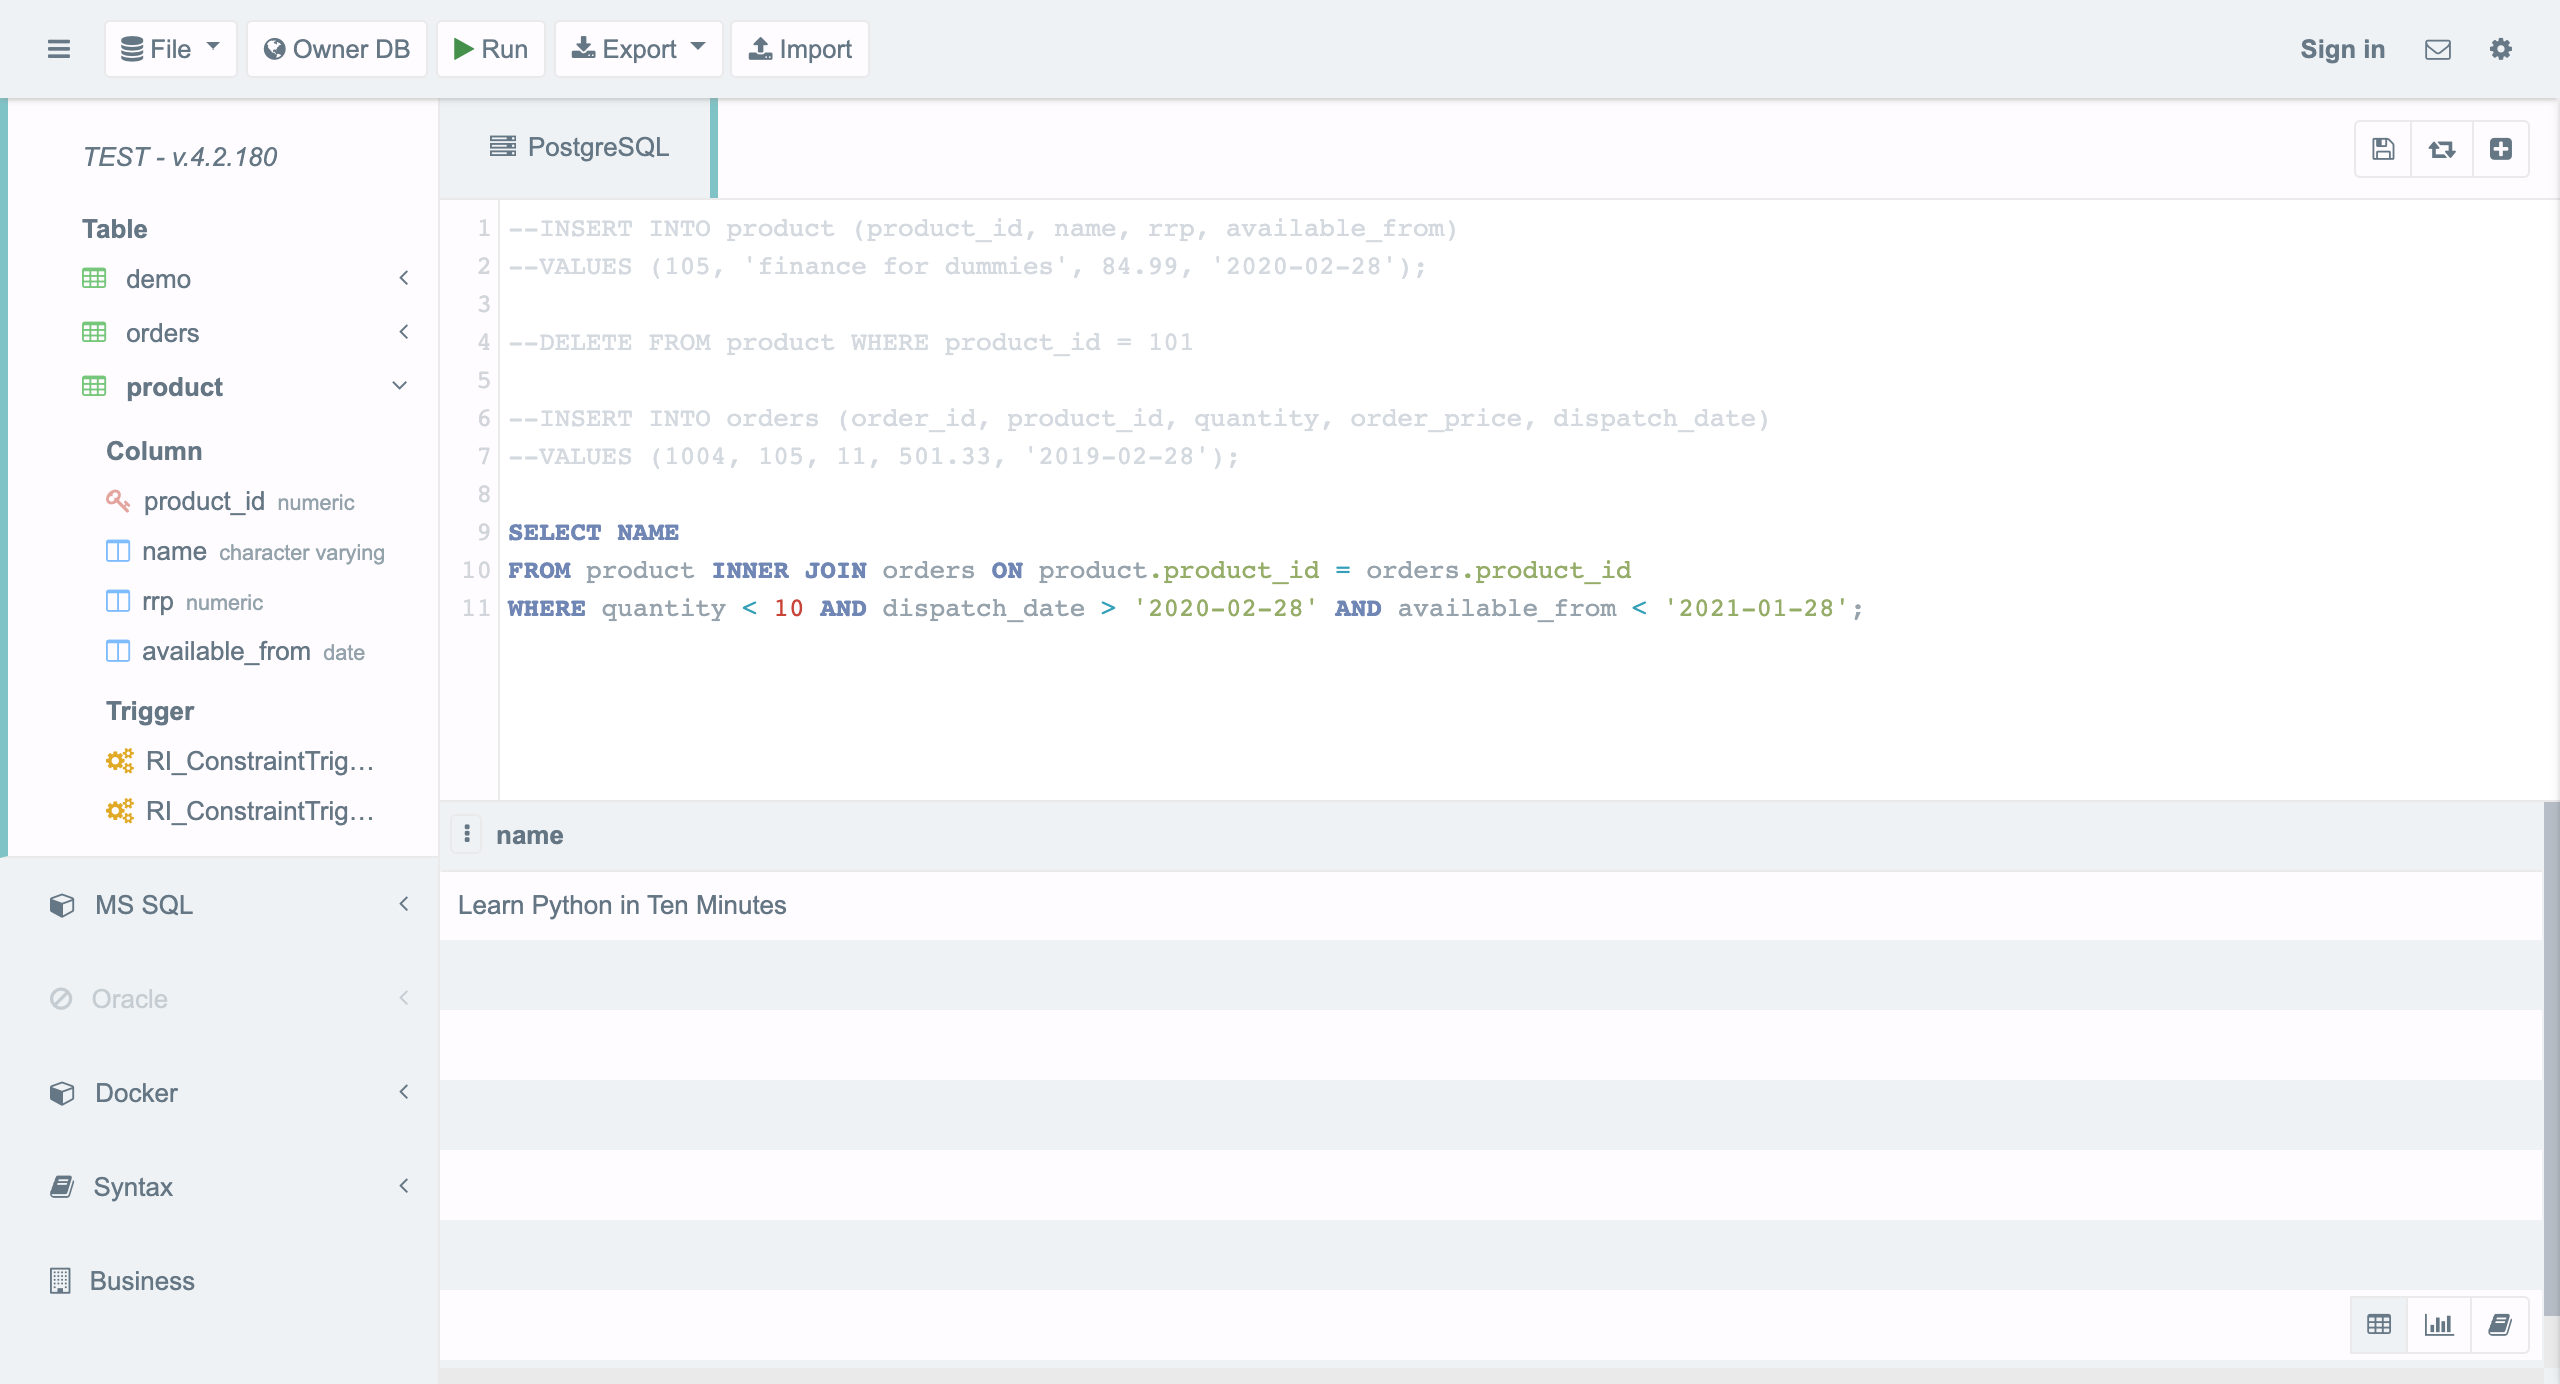 File
Owner DB
Run
Export
Import
Sign in
TEST - v.4.2.180
Table
demo
orders
product
Column
product_id numeric
name character varying
rrp numeric
available_from date
Trigger
RI_ConstraintTrig...
RI_ConstraintTrig...
MS SQL
Oracle
Docker
Syntax
Business
PostgreSQL
1 --INSERT INTO product (product_id, name, rrp, available_from)
2 --VALUES (105, 'finance for dummies', 84.99, '2020-02-28');
3
4 --DELETE FROM product WHERE product_id = 101
5
6 --INSERT INTO orders (order_id, product_id, quantity, order_price, dispatch_date)
7 --VALUES (1004, 105, 11, 501.33, '2019-02-28');
8
9 SELECT NAME
10 FROM product INNER JOIN orders ON product.product_id = orders.product_id
11 WHERE quantity < 10 AND dispatch_date > '2020-02-28' AND available_from < '2021-01-28';
name
Learn Python in Ten Minutes